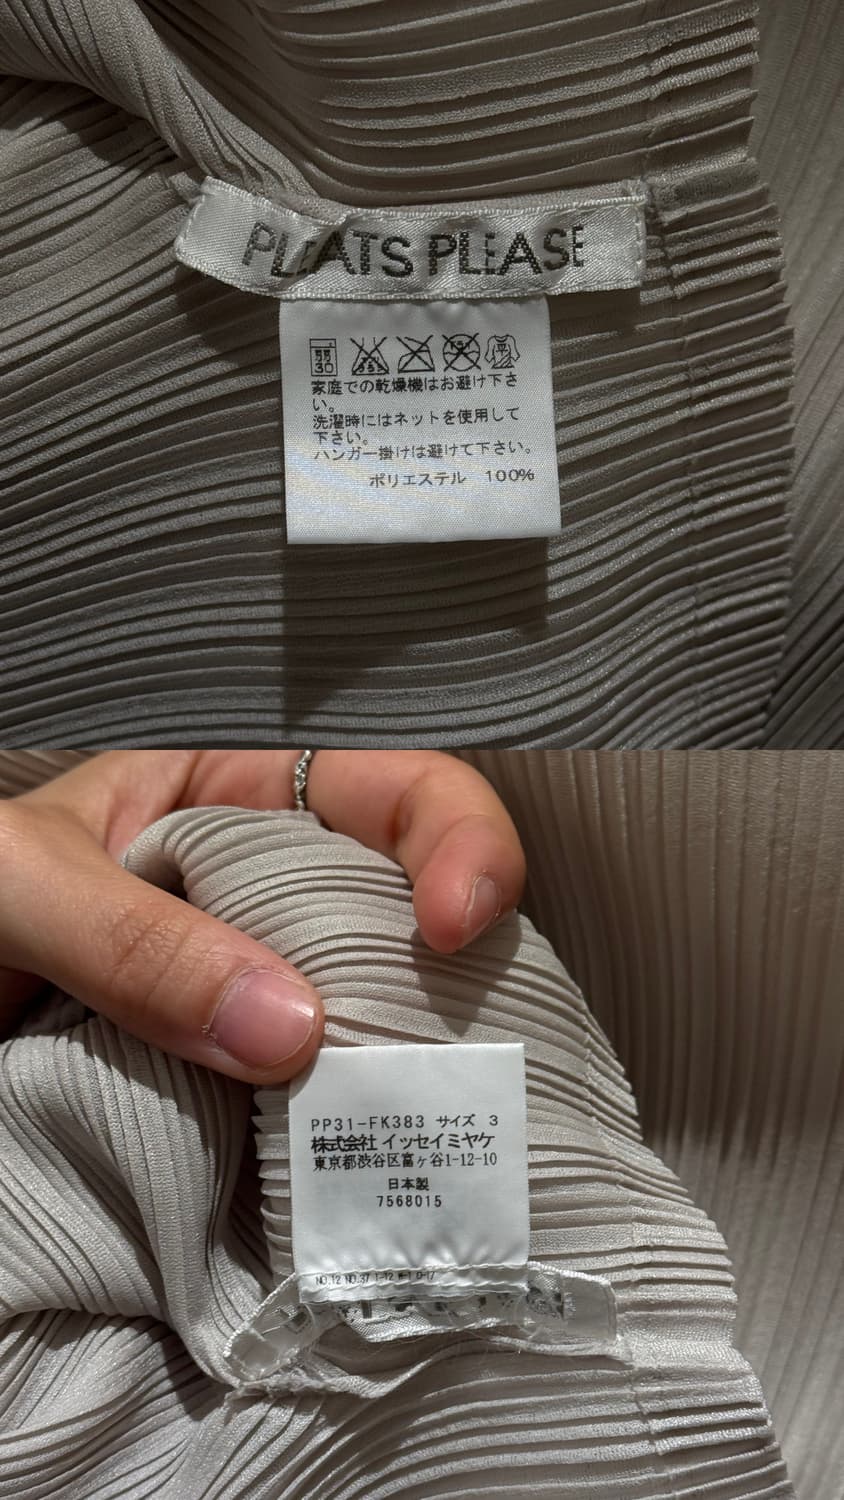 PLEATS PLEASE
弱
30
家庭での乾燥機はお避け下さ
い。
洗濯時にはネットを使用して
下さい。
ハンガー掛けは避けて下さい。
ポリエステル 100%
PP31-FK383 サイズ 3
株式会社 イッセイミヤケ
東京都渋谷区富ヶ谷1-12-10
日本製
7568015